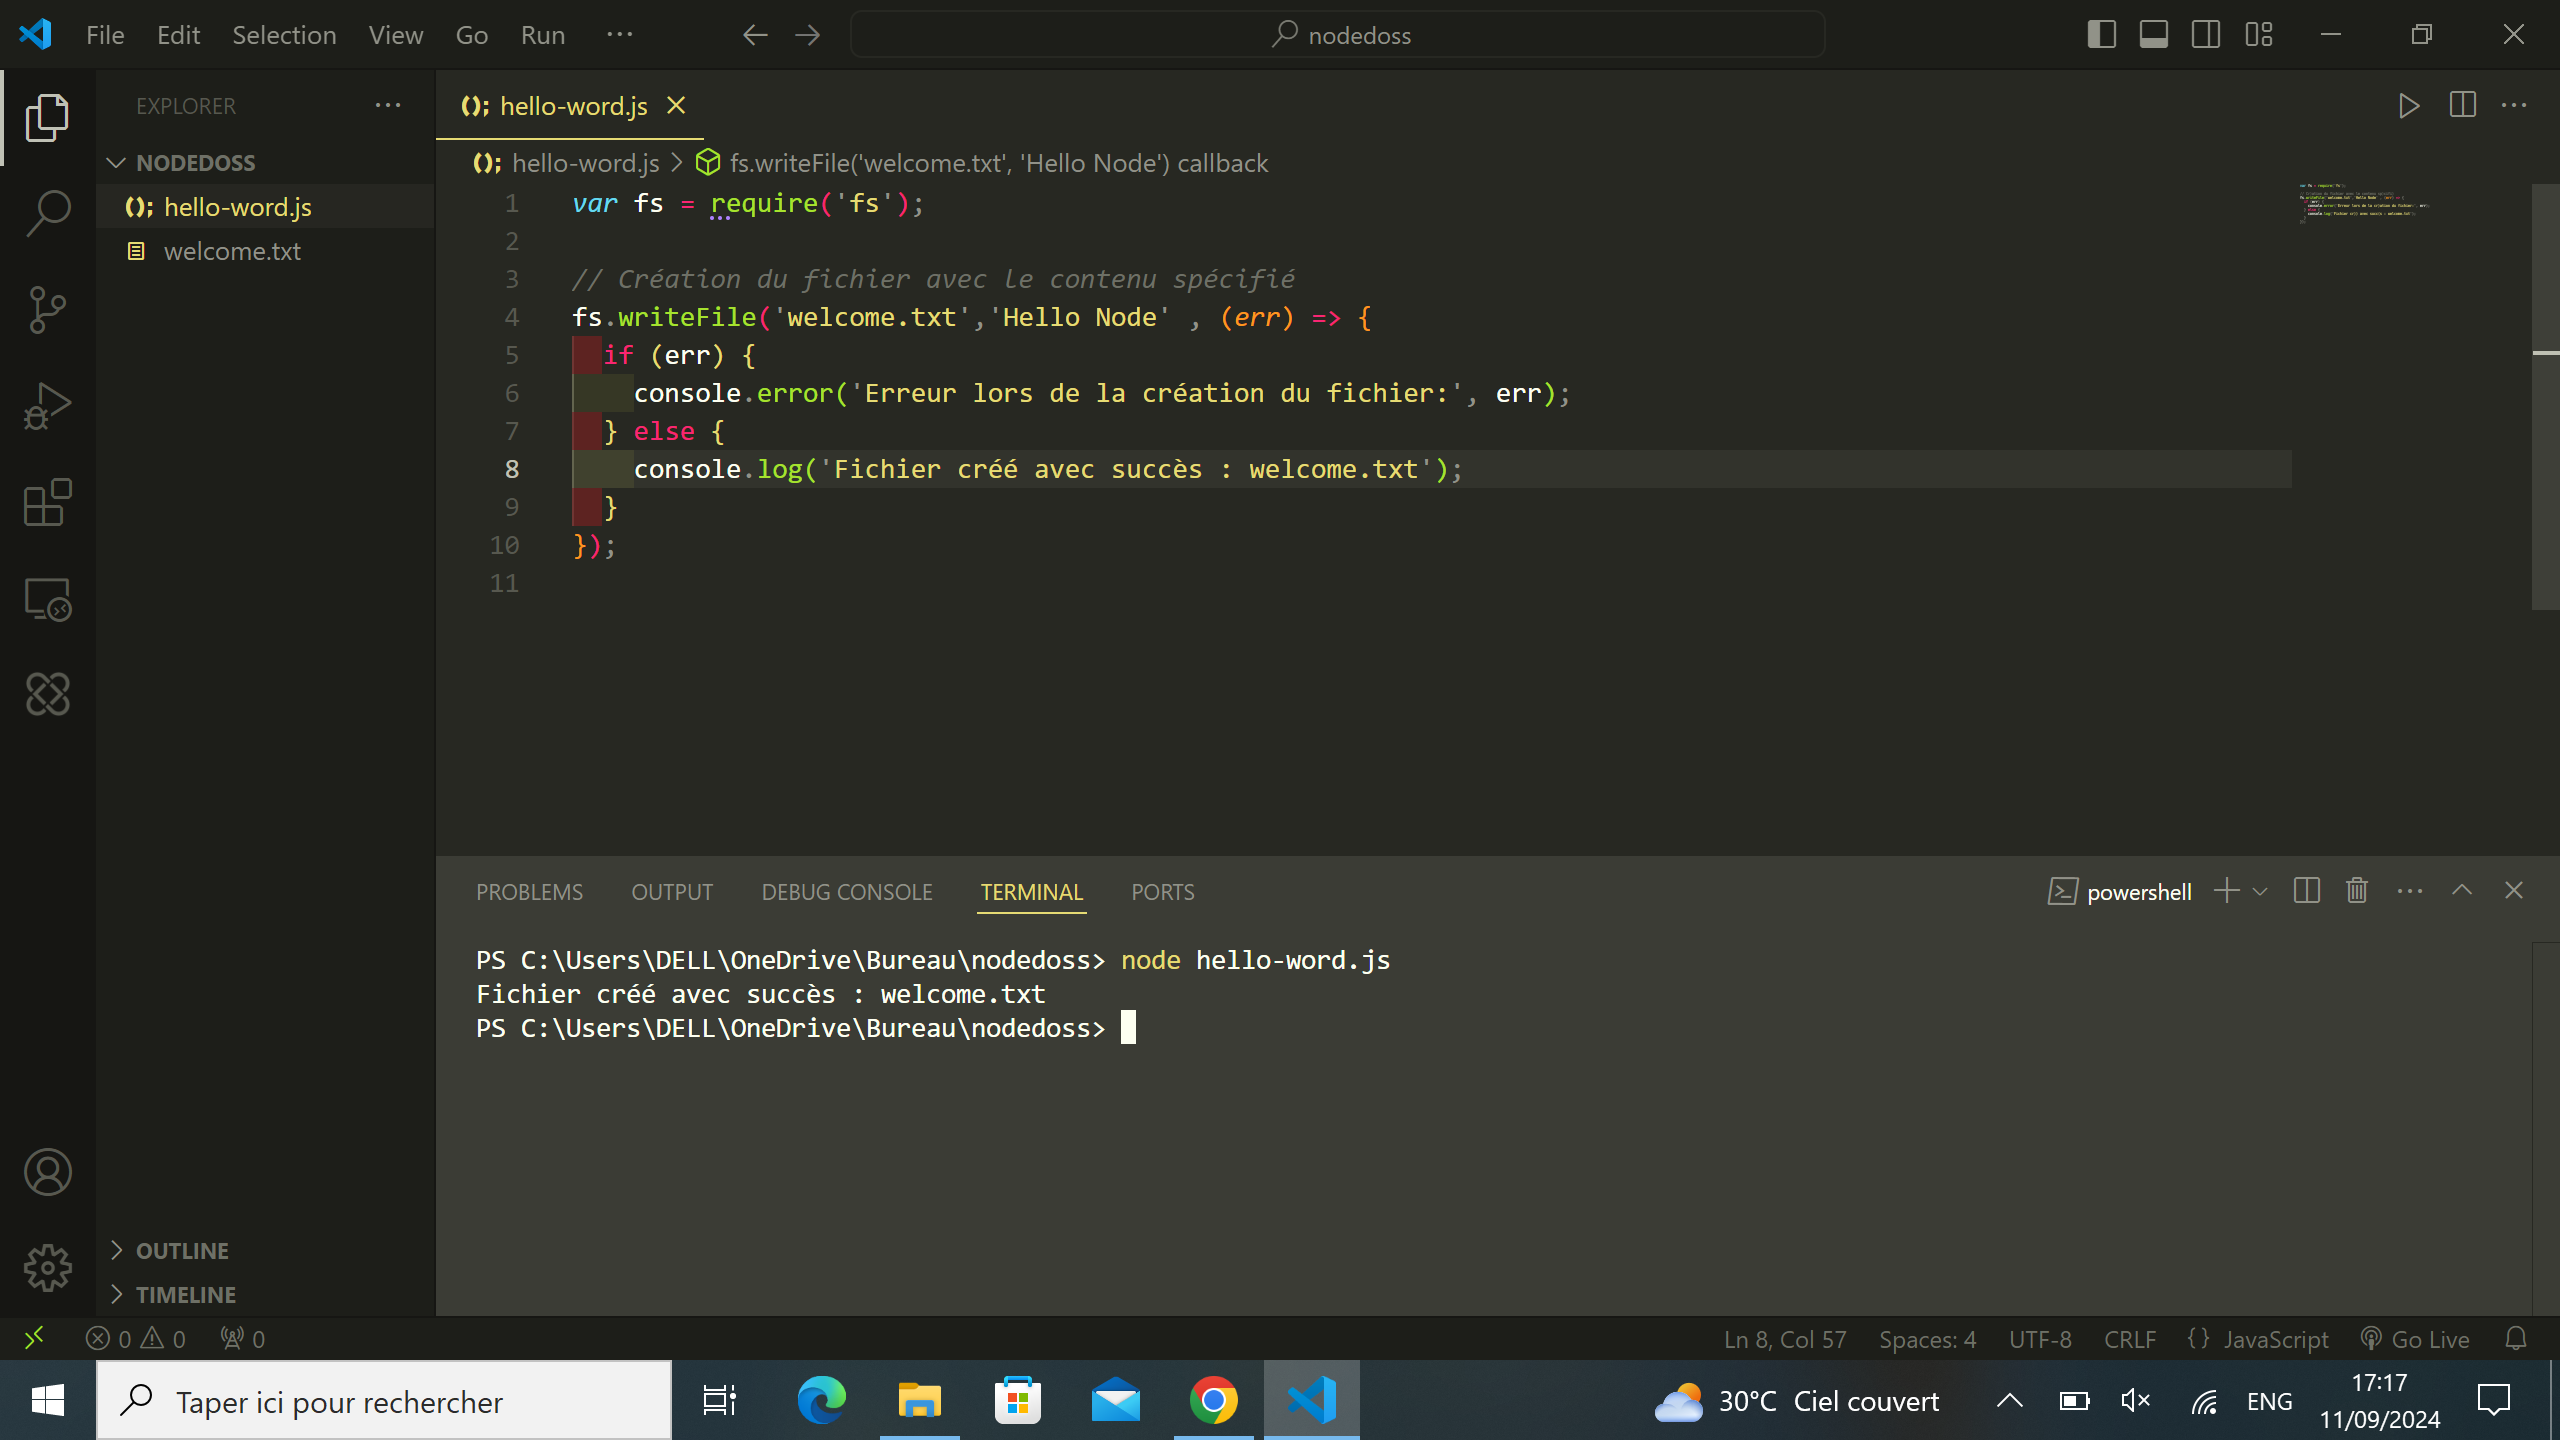 File Edit Selection View Go Run ··· nodedoss
EXPLORER
NODEDOSS
hello-word.js
welcome.txt
OUTLINE
TIMELINE
hello-word.js
hello-word.js > fs.writeFile('welcome.txt', 'Hello Node') callback
1 var fs = require('fs');
2
3 // Création du fichier avec le contenu spécifié
4 fs.writeFile('welcome.txt','Hello Node' , (err) => {
5 if (err) {
6 console.error('Erreur lors de la création du fichier:', err);
7 } else {
8 console.log('Fichier créé avec succès : welcome.txt');
9 }
10 });
11
PROBLEMS OUTPUT DEBUG CONSOLE TERMINAL PORTS powershell
PS C:\Users\DELL\OneDrive\Bureau\nodedoss> node hello-word.js
Fichier créé avec succès : welcome.txt
PS C:\Users\DELL\OneDrive\Bureau\nodedoss>
0 0 0 Ln 8, Col 57 Spaces: 4 UTF-8 CRLF {} JavaScript Go Live
Taper ici pour rechercher 30°C Ciel couvert ENG 17:17
11/09/2024